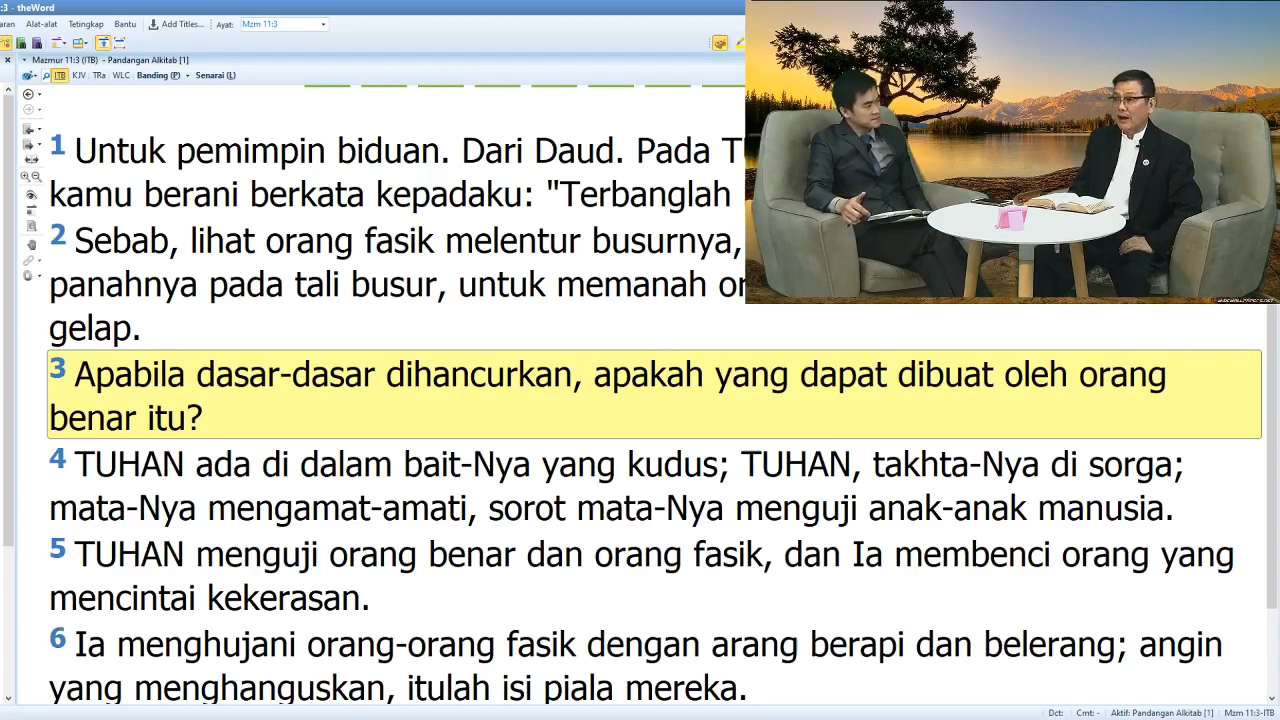 :3 - theWord
aran Alat-alat Tetingkap Bantu Add Titles... Ayat: Mzm 11:3
Mazmur 11:3 (ITB) - Pandangan Alkitab [1]
ITB KJV TRa WLC Banding (P) Senarai (L)
1 Untuk pemimpin biduan. Dari Daud. Pada T
kamu berani berkata kepadaku: "Terbanglah
2 Sebab, lihat orang fasik melentur busurnya,
panahnya pada tali busur, untuk memanah or
gelap.
3 Apabila dasar-dasar dihancurkan, apakah yang dapat dibuat oleh orang
benar itu?
4 TUHAN ada di dalam bait-Nya yang kudus; TUHAN, takhta-Nya di sorga;
mata-Nya mengamat-amati, sorot mata-Nya menguji anak-anak manusia.
5 TUHAN menguji orang benar dan orang fasik, dan Ia membenci orang yang
mencintai kekerasan.
6 Ia menghujani orang-orang fasik dengan arang berapi dan belerang; angin
yang menghanguskan, itulah isi piala mereka.
Dct: Cmt: - Aktif: Pandangan Alkitab [1] Mzm 11:3-ITB